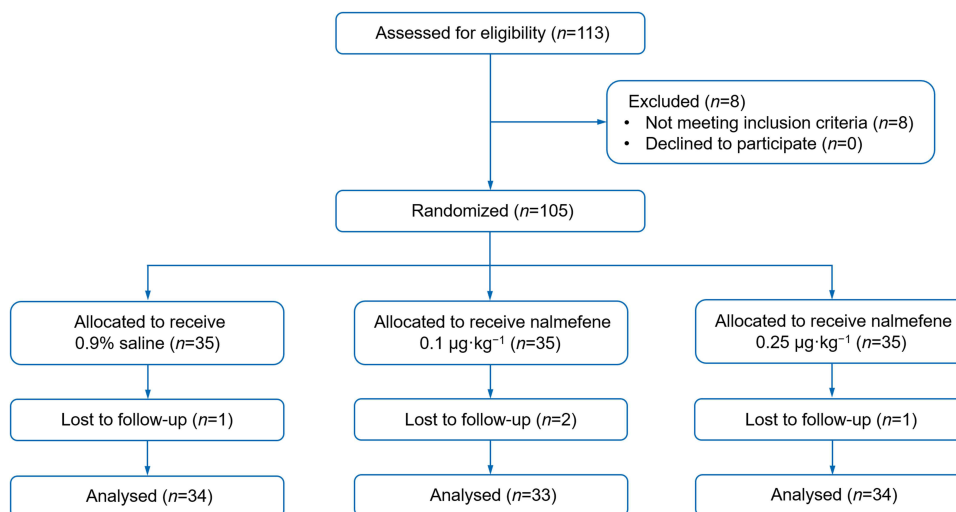 Assessed for eligibility (n=113)
Excluded (n=8)
• Not meeting inclusion criteria (n=8)
• Declined to participate (n=0)
Randomized (n=105)
Allocated to receive
0.9% saline (n=35)
Allocated to receive nalmefene
0.1 μg·kg⁻¹ (n=35)
Allocated to receive nalmefene
0.25 μg·kg⁻¹ (n=35)
Lost to follow-up (n=1)
Lost to follow-up (n=2)
Lost to follow-up (n=1)
Analysed (n=34)
Analysed (n=33)
Analysed (n=34)